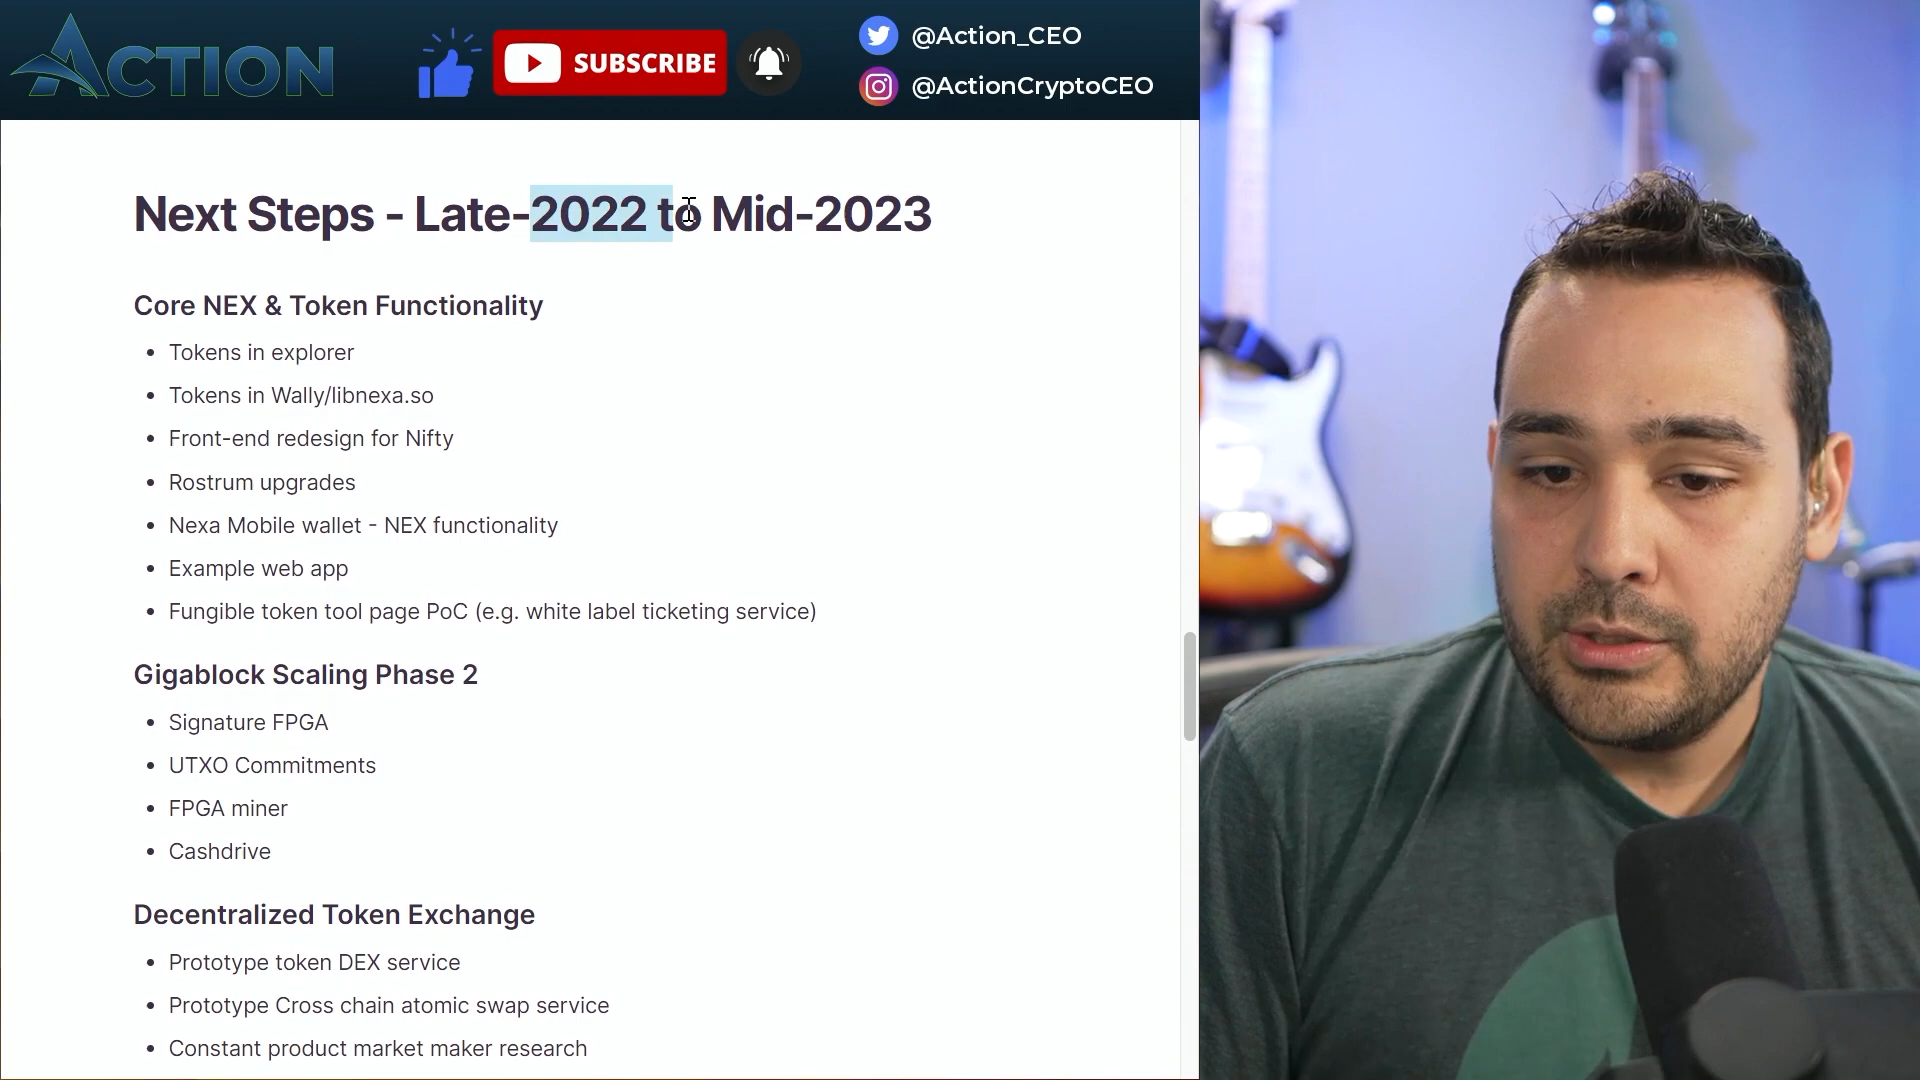 ACTION
SUBSCRIBE
@Action_CEO
@ActionCryptoCEO
Next Steps - Late-2022 to Mid-2023
Core NEX & Token Functionality
• Tokens in explorer
• Tokens in Wally/libnexa.so
• Front-end redesign for Nifty
• Rostrum upgrades
• Nexa Mobile wallet - NEX functionality
• Example web app
• Fungible token tool page PoC (e.g. white label ticketing service)
Gigablock Scaling Phase 2
• Signature FPGA
• UTXO Commitments
• FPGA miner
• Cashdrive
Decentralized Token Exchange
• Prototype token DEX service
• Prototype Cross chain atomic swap service
• Constant product market maker research